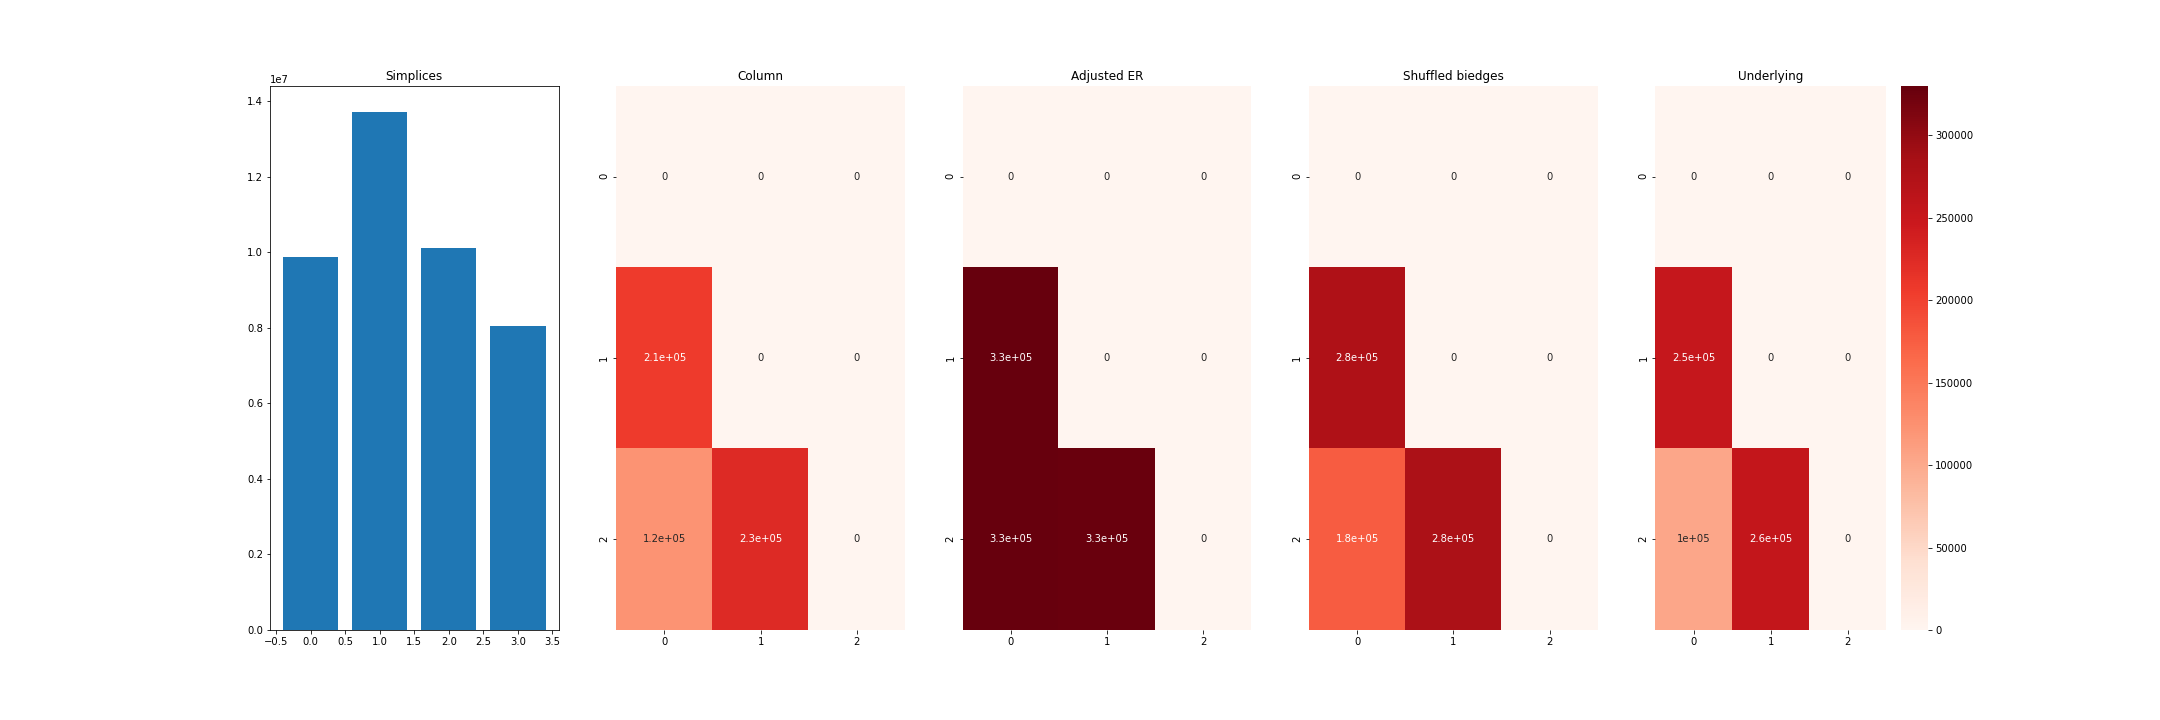 Simplices
1e7
1.4
1.2
1.0
0.8
0.6
0.4
0.2
0.0
−0.5 0.0 0.5 1.0 1.5 2.0 2.5 3.0 3.5
Column
0 0 0 0
1 2.1e+05 0 0
2 1.2e+05 2.3e+05 0
0 1 2
Adjusted ER
0 0 0 0
1 3.3e+05 0 0
2 3.3e+05 3.3e+05 0
0 1 2
Shuffled biedges
0 0 0 0
1 2.8e+05 0 0
2 1.8e+05 2.8e+05 0
0 1 2
Underlying
0 0 0 0
1 2.5e+05 0 0
2 1e+05 2.6e+05 0
0 1 2
300000
250000
200000
150000
100000
50000
0